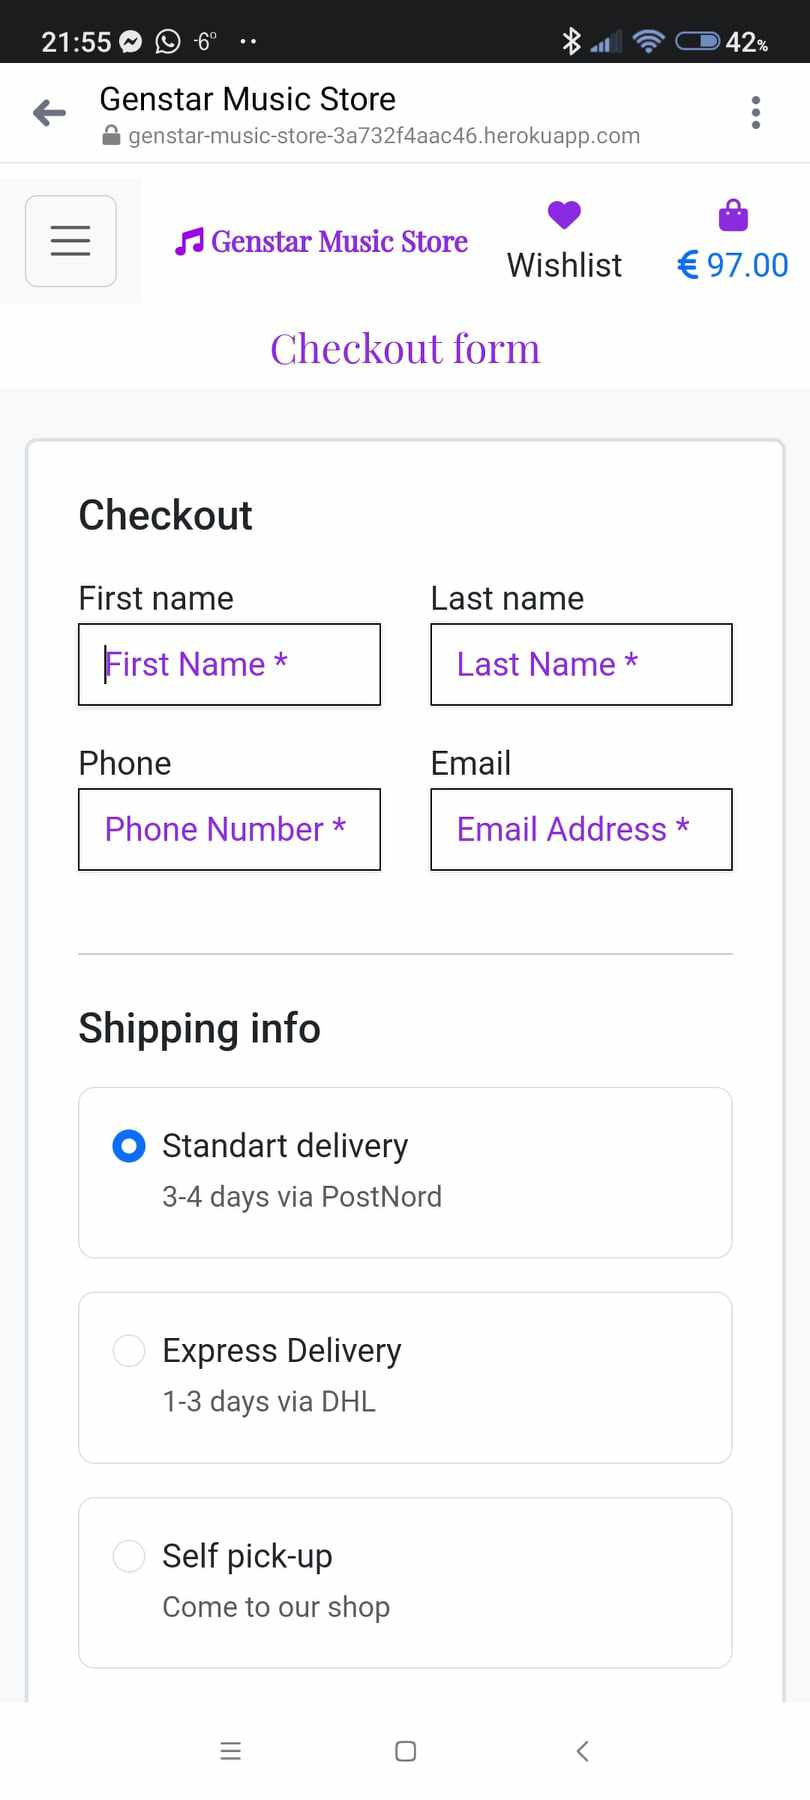 21:55 -6° 42%
Genstar Music Store
genstar-music-store-3a732f4aac46.herokuapp.com
Genstar Music Store
Wishlist
€ 97.00
Checkout form
Checkout
First name
Last name
First Name *
Last Name *
Phone
Email
Phone Number *
Email Address *
Shipping info
Standart delivery
3-4 days via PostNord
Express Delivery
1-3 days via DHL
Self pick-up
Come to our shop